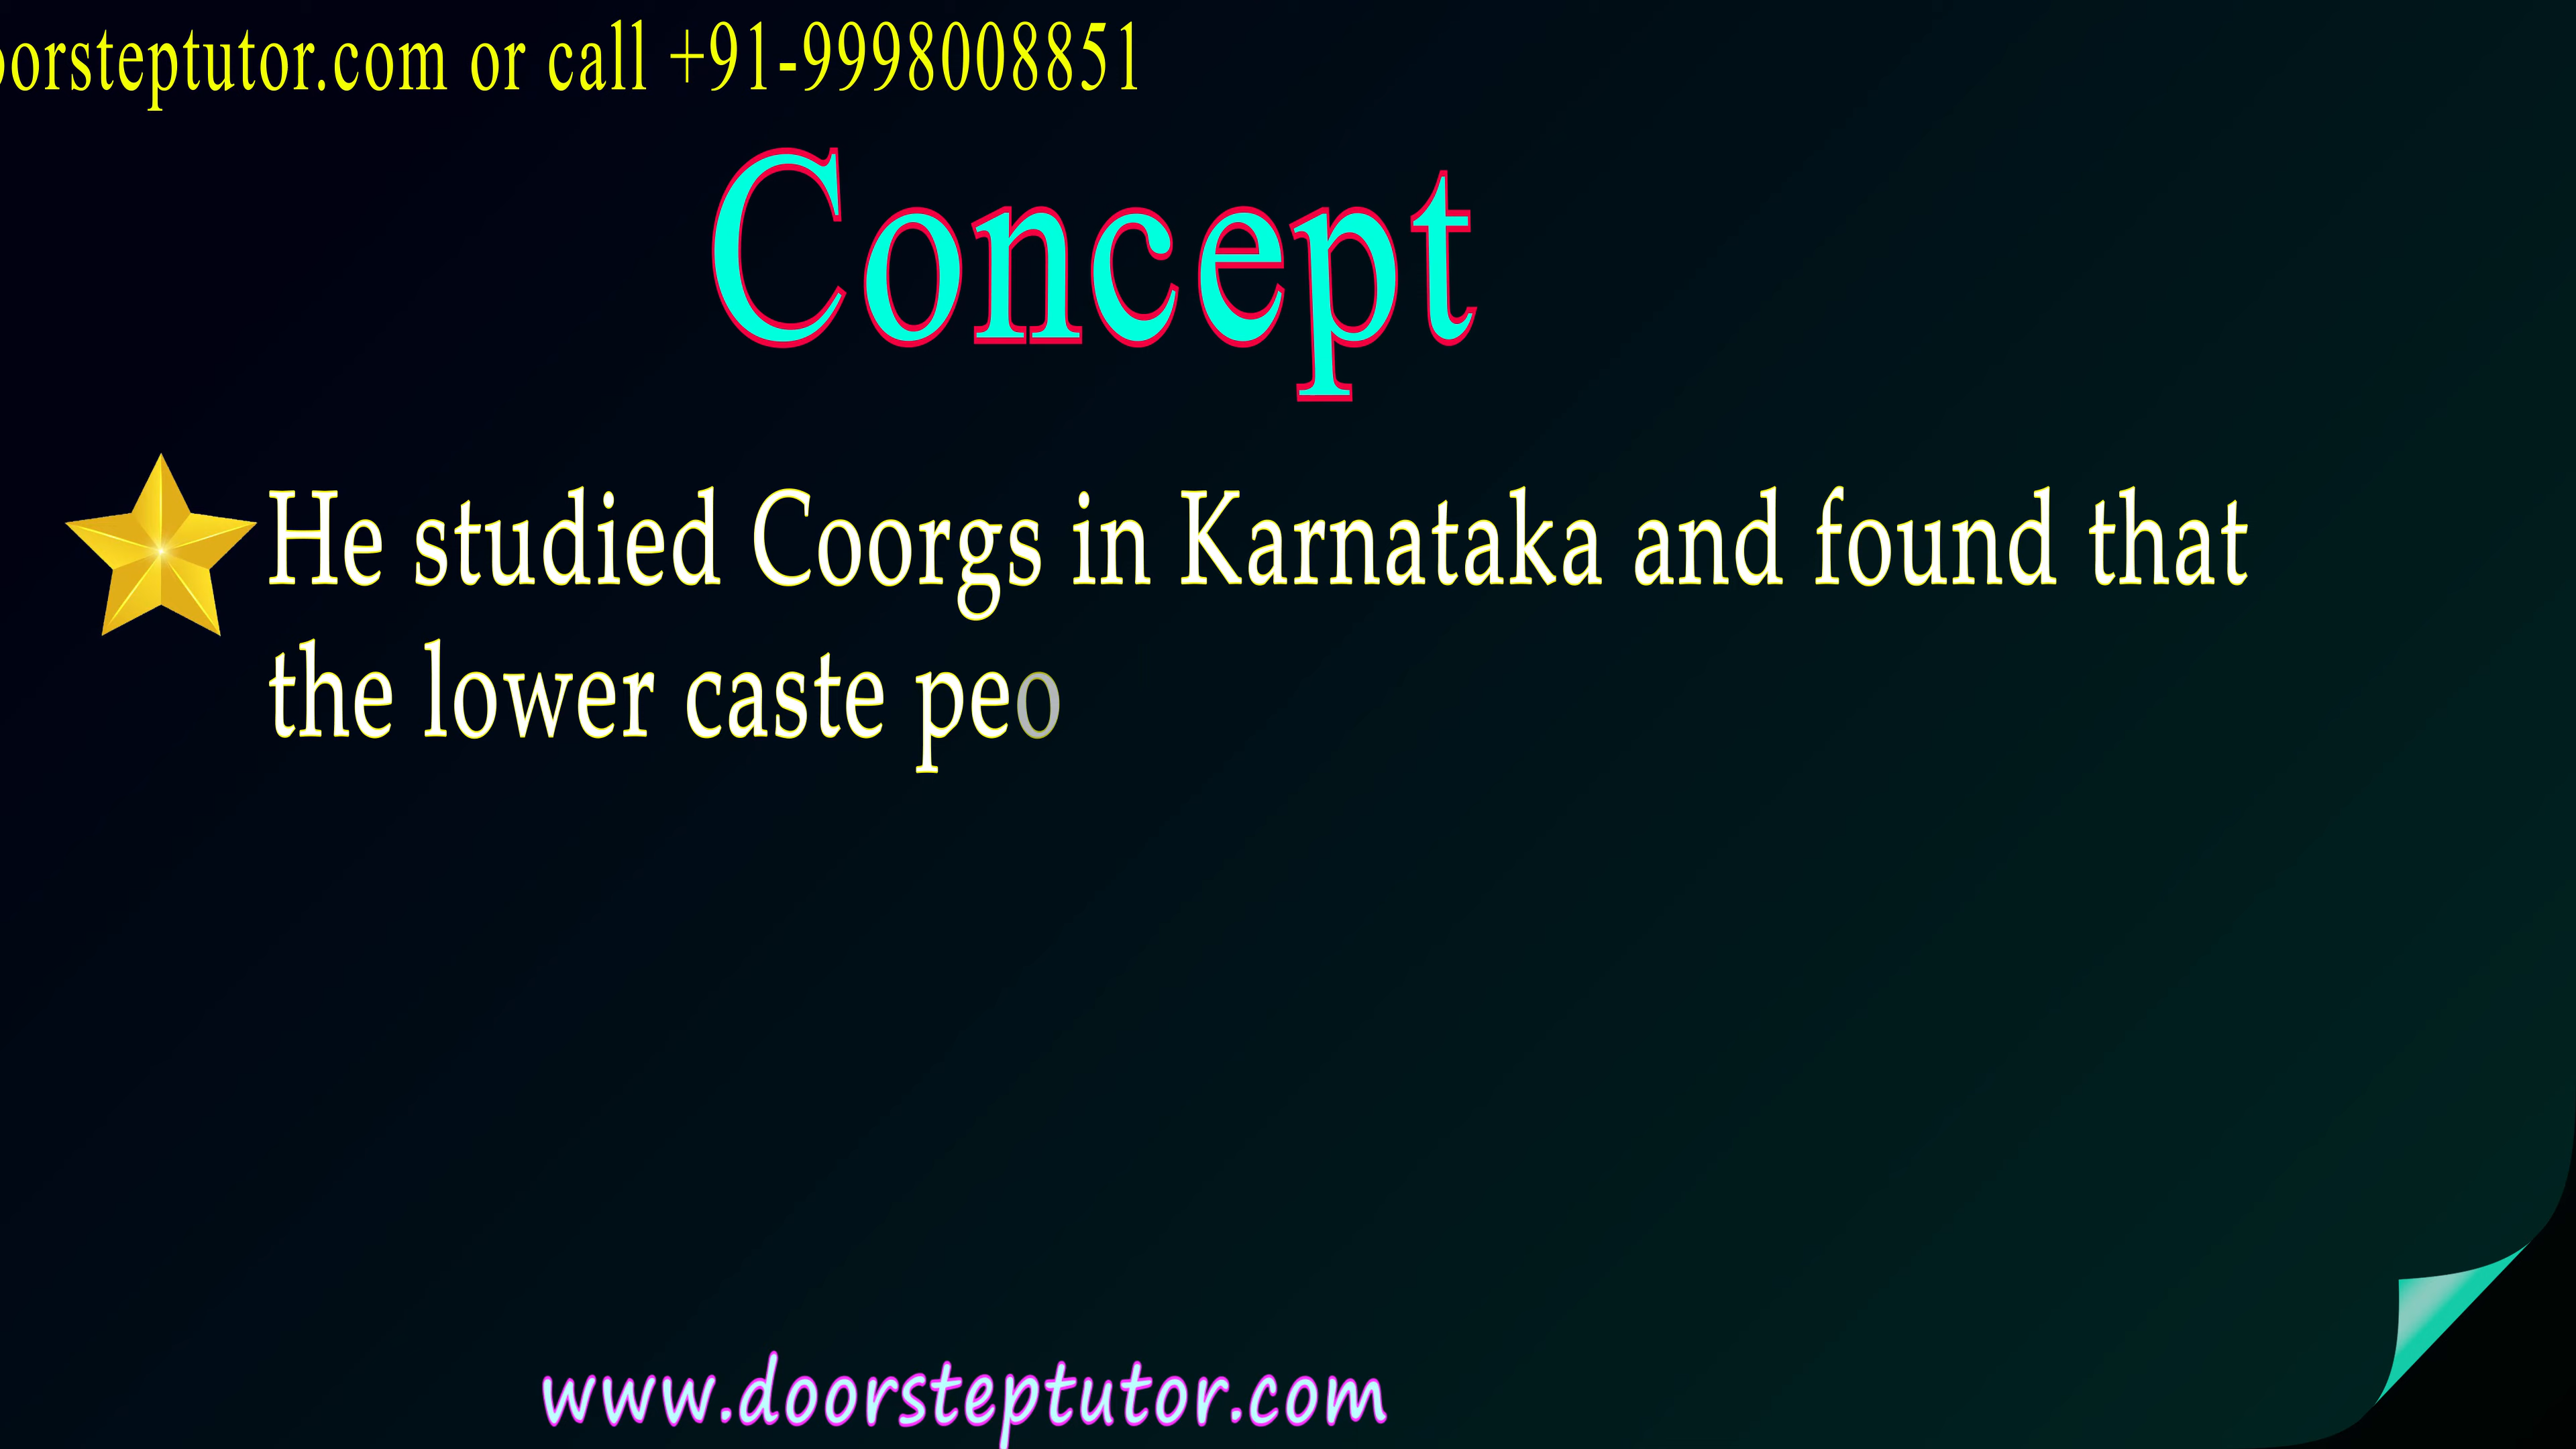 oorsteptutor.com or call +91-9998008851
Concept
He studied Coorgs in Karnataka and found that
the lower caste peo
www.doorsteptutor.com